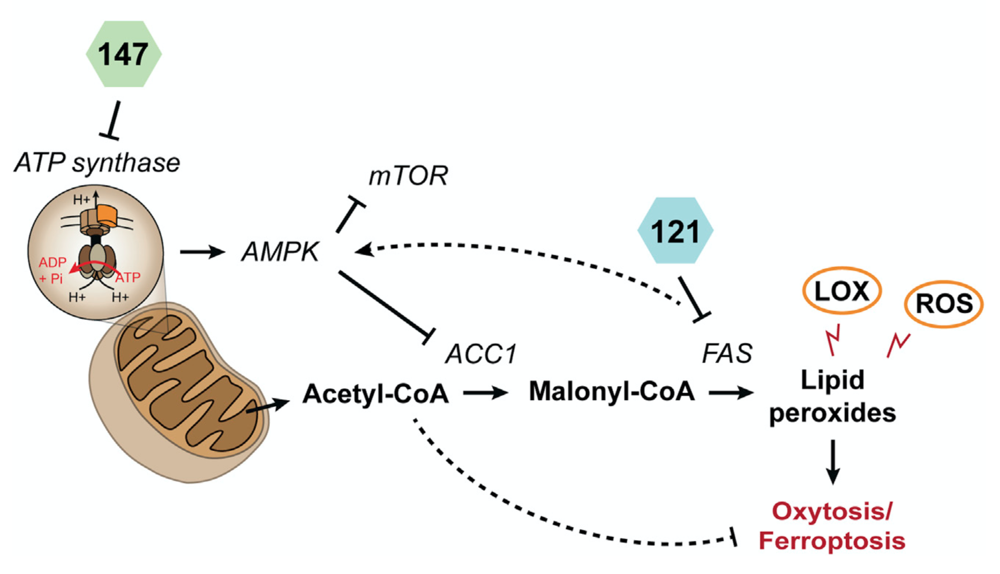 147
ATP synthase
H+
ADP
+ Pi
ATP
H+
H+
mTOR
AMPK
121
LOX
ROS
ACC1
FAS
Acetyl-CoA
Malonyl-CoA
Lipid
peroxides
Oxytosis/
Ferroptosis